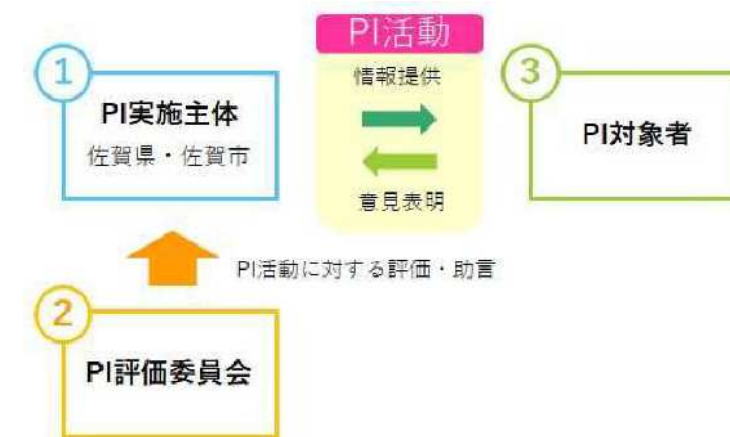 PI活動
情報提供
意見表明
1
PI実施主体
佐賀県・佐賀市
3
PI対象者
PI活動に対する評価・助言
2
PI評価委員会